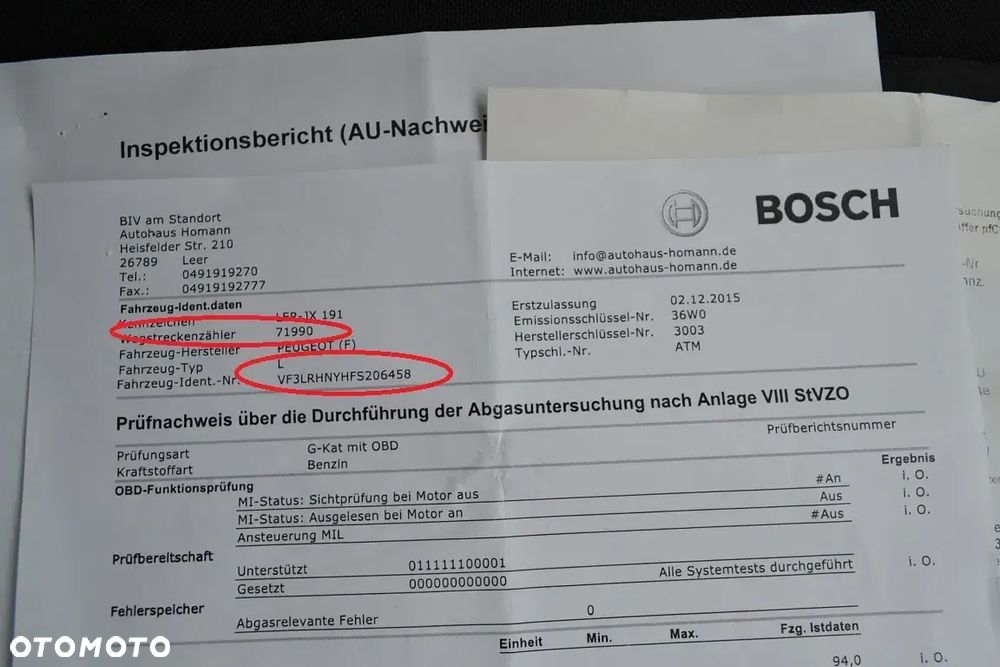 Inspektionsbericht (AU-Nachwei
BOSCH
BIV am Standort
Autohaus Homann
Heisfelder Str. 210
26789 Leer
Tel.: 0491919270
Fax.: 04919192777
E-Mail: info@autohaus-homann.de
Internet: www.autohaus-homann.de
Fahrzeug-Ident.daten
Kennzeichen LER-JX 191
Wegstreckenzähler 71990
Fahrzeug-Hersteller PEUGEOT (F)
Fahrzeug-Typ L
Fahrzeug-Ident.-Nr. VF3LRHNYHFS206458
Erstzulassung 02.12.2015
Emissionsschlüssel-Nr. 36W0
Herstellerschlüssel-Nr. 3003
Typschl.-Nr. ATM
Prüfnachweis über die Durchführung der Abgasuntersuchung nach Anlage VIII StVZO
Prüfberichtsnummer
Prüfungsart G-Kat mit OBD
Kraftstoffart Benzin
Ergebnis
OBD-Funktionsprüfung
MI-Status: Sichtprüfung bei Motor aus #An i. O.
MI-Status: Ausgelesen bei Motor an Aus i. O.
Ansteuerung MIL #Aus i. O.
Prüfbereitschaft
Unterstützt 011111100001
Gesetzt 000000000000 Alle Systemtests durchgeführt i. O.
Fehlerspeicher
Abgasrelevante Fehler 0
Einheit Min. Max. Fzg. Istdaten
94,0 i. O.
suchung
-Nr
OTOMOTO